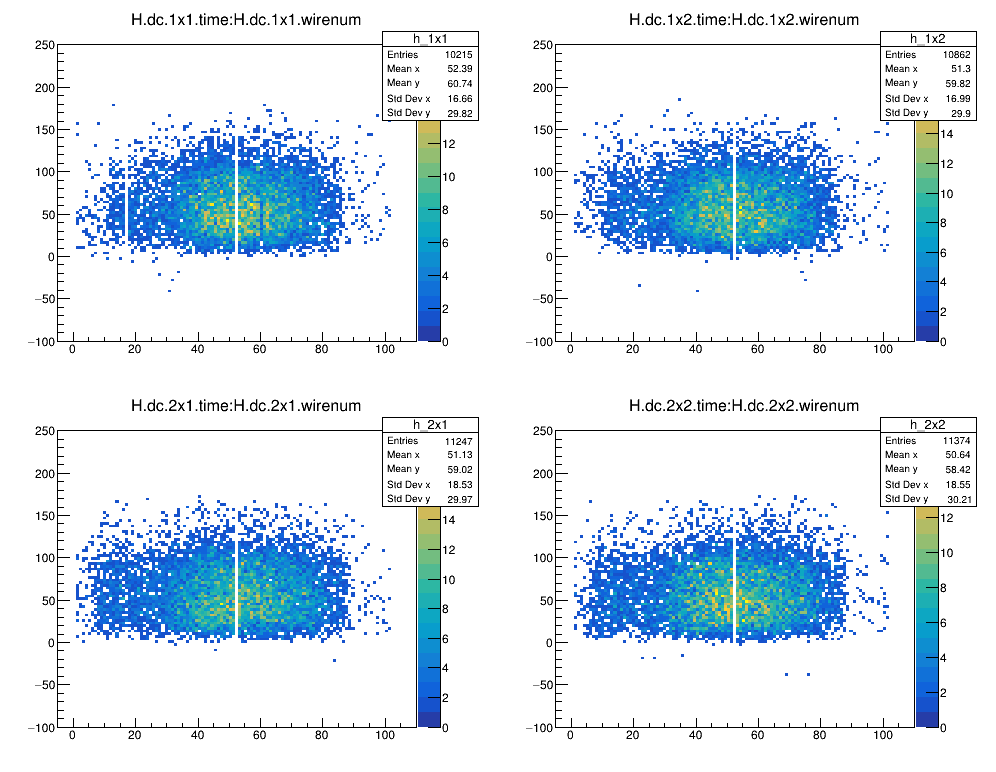 H.dc.1x1.time:H.dc.1x1.wirenum
h_1x1
Entries 10215
Mean x 52.39
Mean y 60.74
Std Dev x 16.66
Std Dev y 29.82
250
200
150
100
50
0
−50
−100
0 20 40 60 80 100
12
10
8
6
4
2
0
H.dc.1x2.time:H.dc.1x2.wirenum
h_1x2
Entries 10862
Mean x 51.3
Mean y 59.82
Std Dev x 16.99
Std Dev y 29.9
250
200
150
100
50
0
−50
−100
0 20 40 60 80 100
14
12
10
8
6
4
2
0
H.dc.2x1.time:H.dc.2x1.wirenum
h_2x1
Entries 11247
Mean x 51.13
Mean y 59.02
Std Dev x 18.53
Std Dev y 29.97
250
200
150
100
50
0
−50
−100
0 20 40 60 80 100
14
12
10
8
6
4
2
0
H.dc.2x2.time:H.dc.2x2.wirenum
h_2x2
Entries 11374
Mean x 50.64
Mean y 58.42
Std Dev x 18.55
Std Dev y 30.21
250
200
150
100
50
0
−50
−100
0 20 40 60 80 100
12
10
8
6
4
2
0